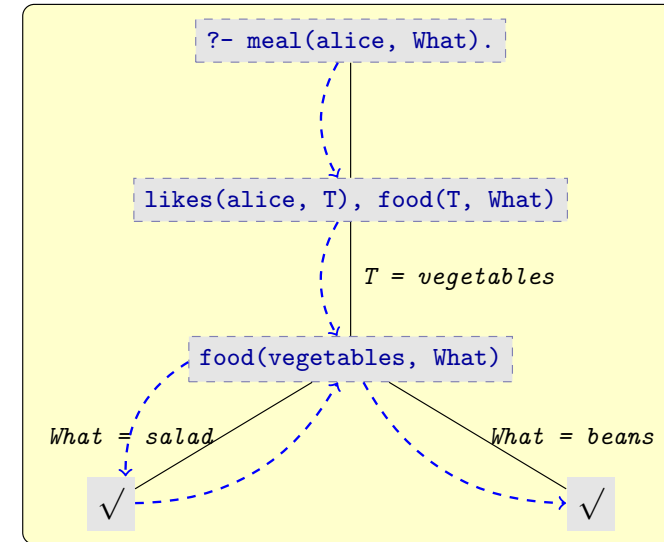 ?- meal(alice, What).
likes(alice, T), food(T, What)
T = vegetables
food(vegetables, What)
What = salad
What = beans
√
√